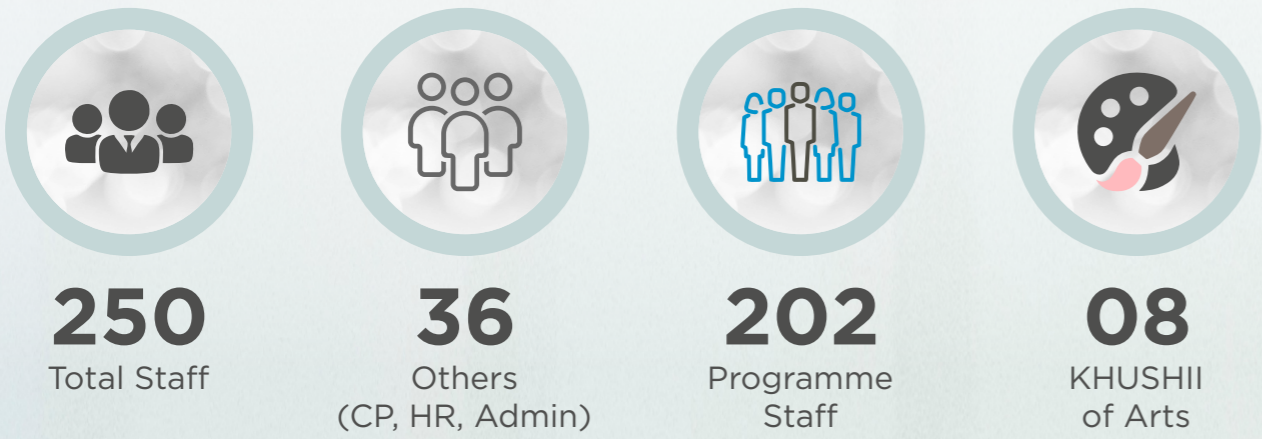 250
Total Staff
36
Others
(CP, HR, Admin)
202
Programme
Staff
08
KHUSHII
of Arts